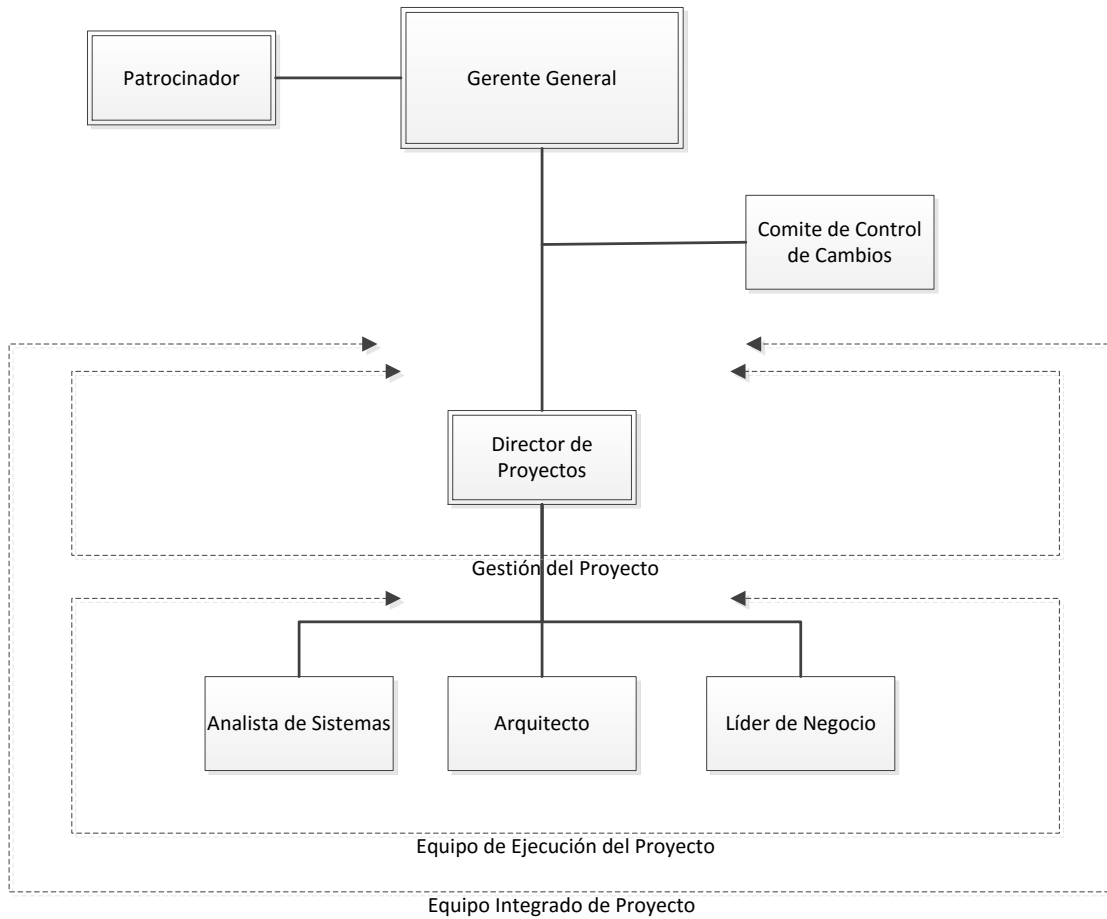 Patrocinador
Gerente General
Comite de Control
de Cambios
Director de
Proyectos
Gestión del Proyecto
Analista de Sistemas
Arquitecto
Líder de Negocio
Equipo de Ejecución del Proyecto
Equipo Integrado de Proyecto